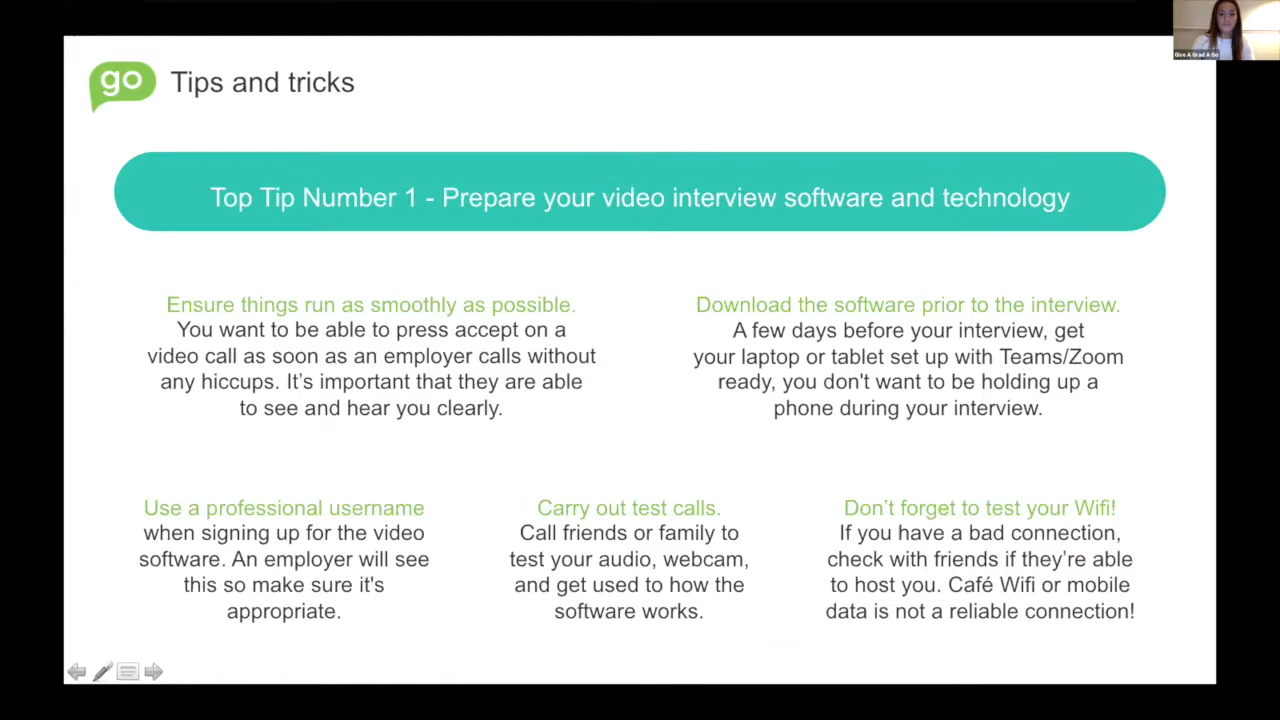 Give A Grad A Go
go
Tips and tricks
Top Tip Number 1 - Prepare your video interview software and technology
Ensure things run as smoothly as possible.
You want to be able to press accept on a
video call as soon as an employer calls without
any hiccups. It’s important that they are able
to see and hear you clearly.
Download the software prior to the interview.
A few days before your interview, get
your laptop or tablet set up with Teams/Zoom
ready, you don't want to be holding up a
phone during your interview.
Use a professional username
when signing up for the video
software. An employer will see
this so make sure it's
appropriate.
Carry out test calls.
Call friends or family to
test your audio, webcam,
and get used to how the
software works.
Don’t forget to test your Wifi!
If you have a bad connection,
check with friends if they’re able
to host you. Café Wifi or mobile
data is not a reliable connection!